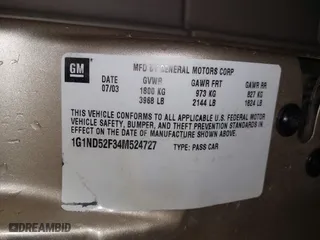 GM
MFD BY GENERAL MOTORS CORP
DATE GVWR GAWR FRT GAWR RR
07/03 1800 KG 973 KG 827 KG
3968 LB 2144 LB 1824 LB
THIS VEHICLE CONFORMS TO ALL APPLICABLE U.S. FEDERAL MOTOR
VEHICLE SAFETY, BUMPER, AND THEFT PREVENTION STANDARDS IN
EFFECT ON THE DATE OF MANUFACTURE SHOWN ABOVE.
1G1ND52F34M524727 TYPE: PASS CAR
© DREAMBID